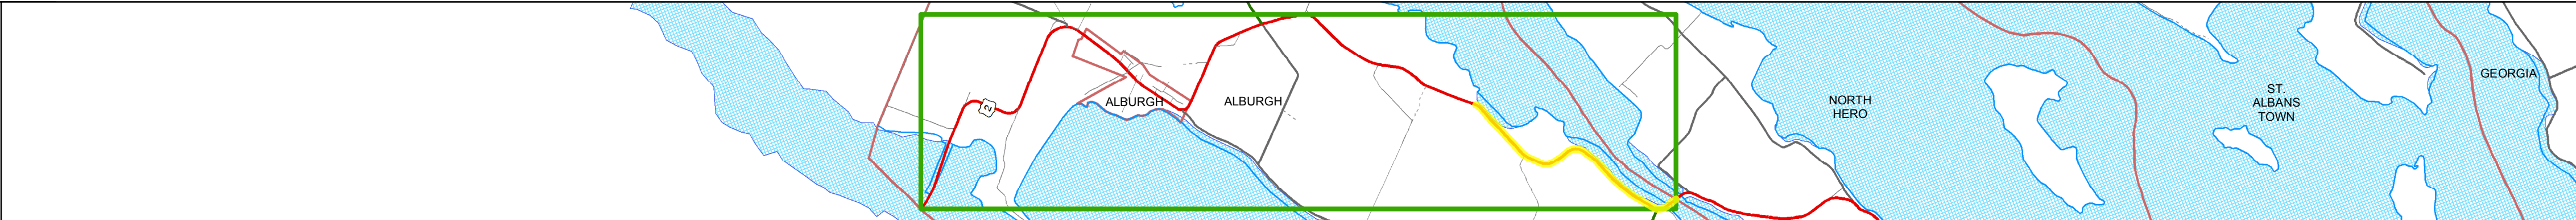 2
ALBURGH
ALBURGH
NORTH
HERO
ST.
ALBANS
TOWN
GEORGIA